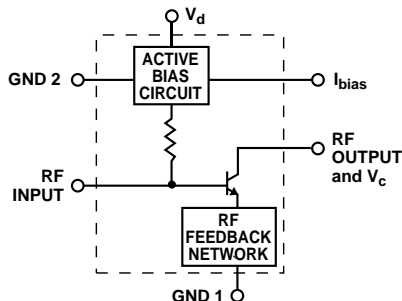 V_d
GND 2
ACTIVE
BIAS
CIRCUIT
I_bias
RF
INPUT
RF
OUTPUT
and V_c
RF
FEEDBACK
NETWORK
GND 1